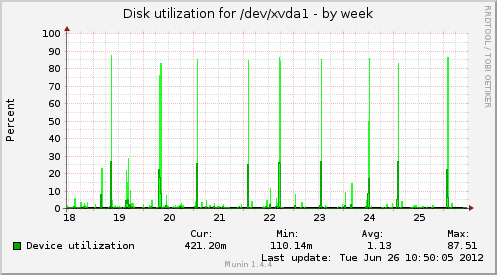 Disk utilization for /dev/xvda1 - by week
RRDTOOL / TOBI OETIKER
Percent
100
90
80
70
60
50
40
30
20
10
0
18 19 20 21 22 23 24 25
Cur: Min: Avg: Max:
Device utilization 421.20m 110.14m 1.13 87.51
Last update: Tue Jun 26 10:50:05 2012
Munin 1.4.4